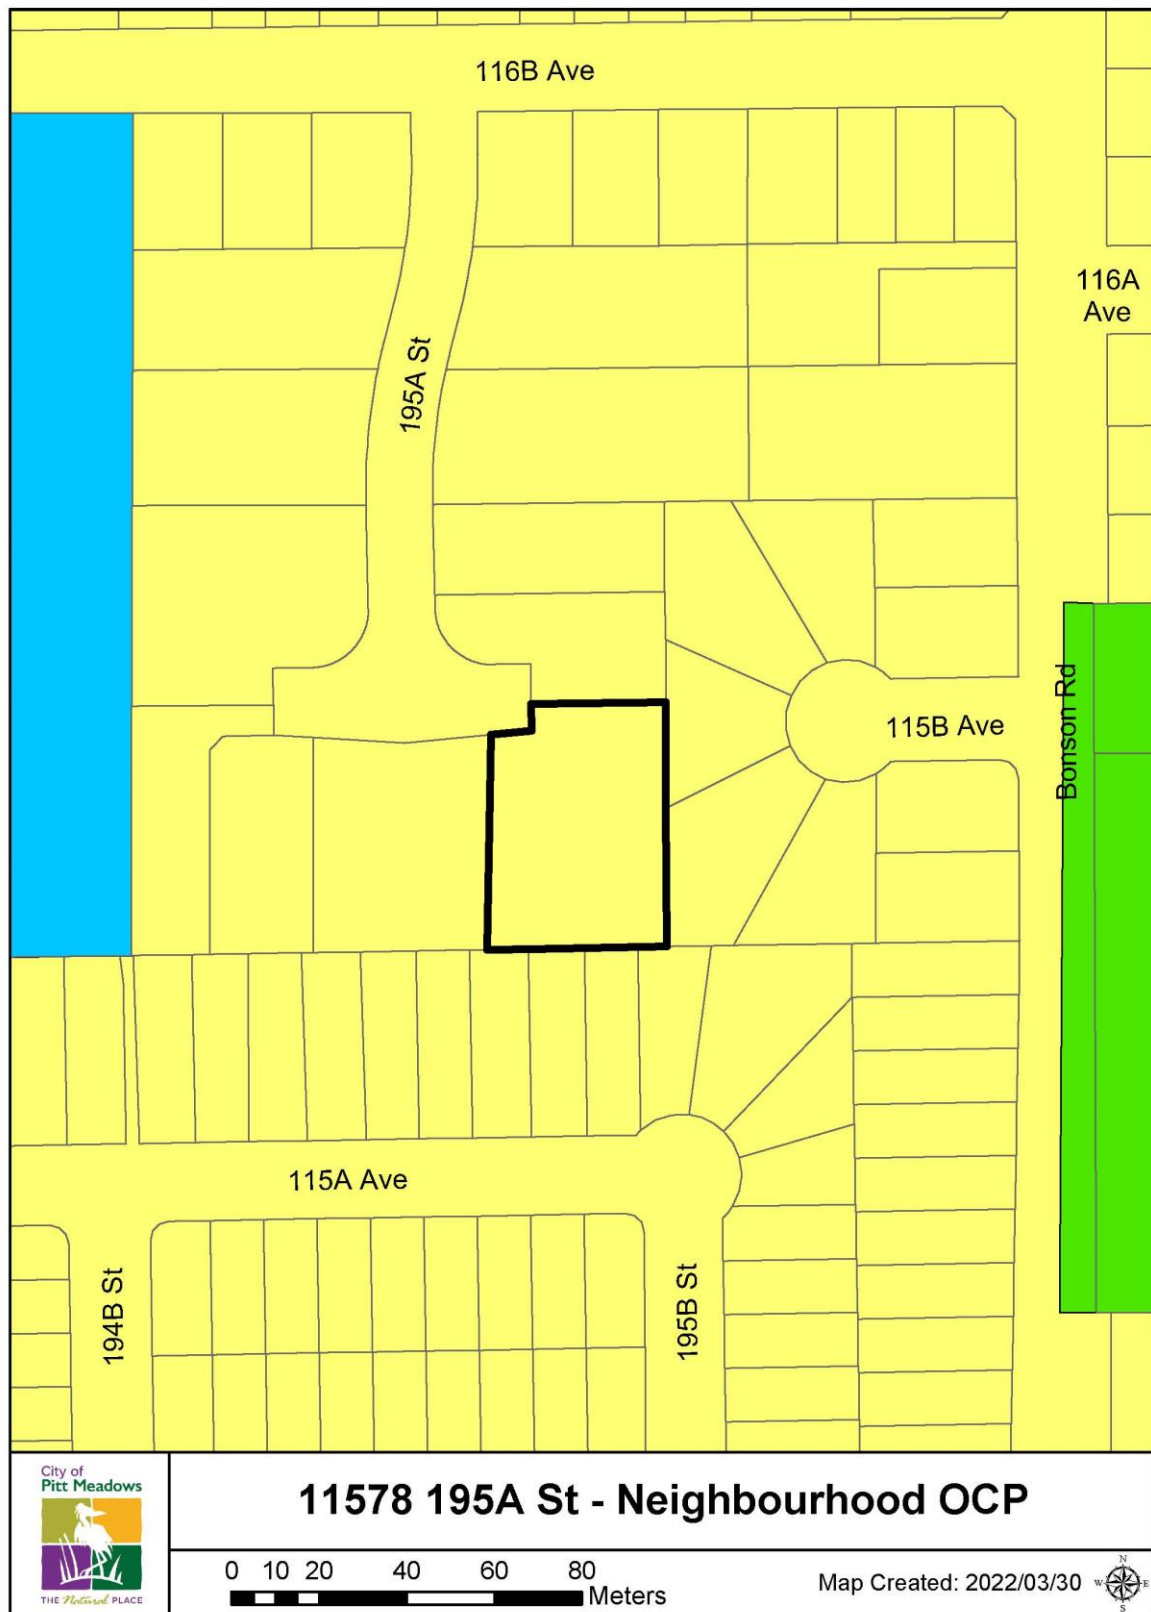 116B Ave
116A
Ave
195A St
115B Ave
Bonson Rd
115A Ave
194B St
195B St
City of
Pitt Meadows
THE Natural PLACE
11578 195A St - Neighbourhood OCP
0 10 20 40 60 80
Meters
Map Created: 2022/03/30
N
W E
S